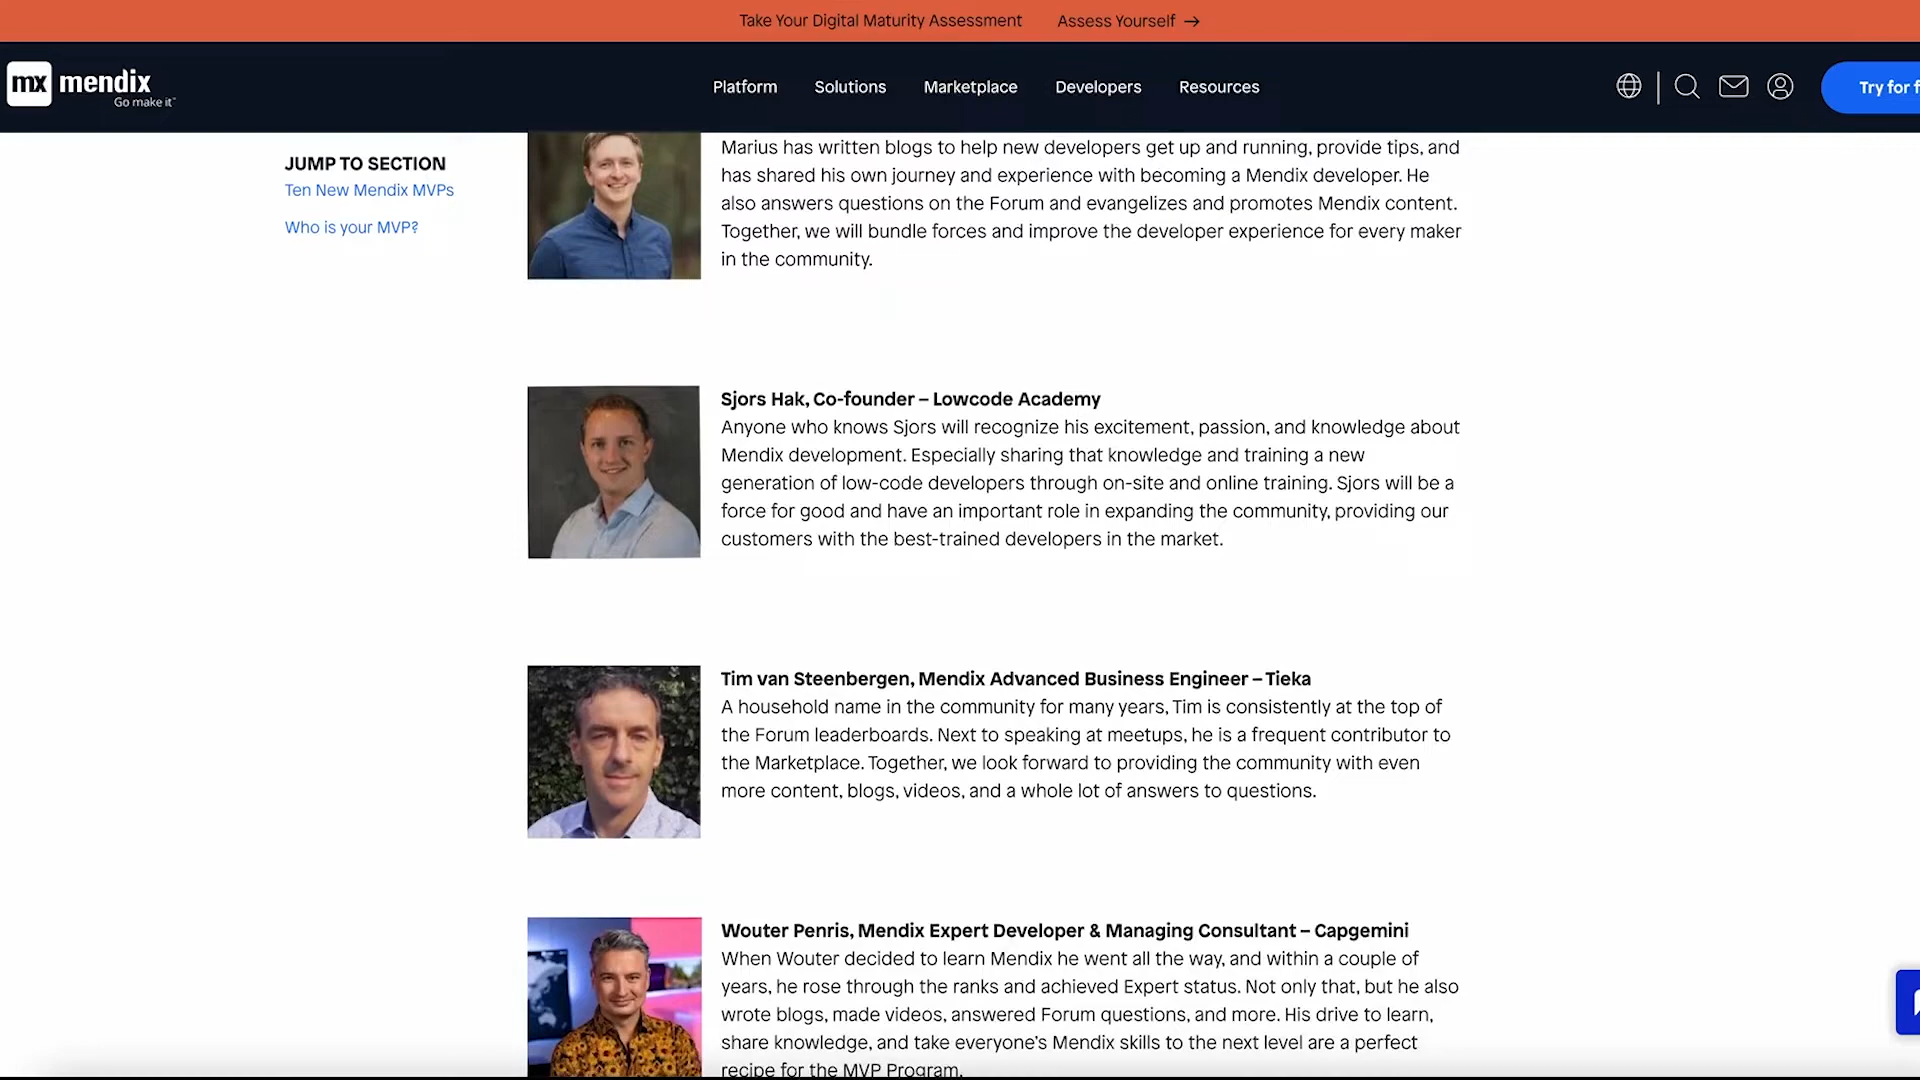 Take Your Digital Maturity Assessment Assess Yourself →
mx mendix
Go make it
Platform Solutions Marketplace Developers Resources
Try for f
JUMP TO SECTION
Ten New Mendix MVPs
Who is your MVP?
Marius has written blogs to help new developers get up and running, provide tips, and
has shared his own journey and experience with becoming a Mendix developer. He
also answers questions on the Forum and evangelizes and promotes Mendix content.
Together, we will bundle forces and improve the developer experience for every maker
in the community.
Sjors Hak, Co-founder – Lowcode Academy
Anyone who knows Sjors will recognize his excitement, passion, and knowledge about
Mendix development. Especially sharing that knowledge and training a new
generation of low-code developers through on-site and online training. Sjors will be a
force for good and have an important role in expanding the community, providing our
customers with the best-trained developers in the market.
Tim van Steenbergen, Mendix Advanced Business Engineer – Tieka
A household name in the community for many years, Tim is consistently at the top of
the Forum leaderboards. Next to speaking at meetups, he is a frequent contributor to
the Marketplace. Together, we look forward to providing the community with even
more content, blogs, videos, and a whole lot of answers to questions.
Wouter Penris, Mendix Expert Developer & Managing Consultant – Capgemini
When Wouter decided to learn Mendix he went all the way, and within a couple of
years, he rose through the ranks and achieved Expert status. Not only that, but he also
wrote blogs, made videos, answered Forum questions, and more. His drive to learn,
share knowledge, and take everyone's Mendix skills to the next level are a perfect
recipe for the MVP Program.